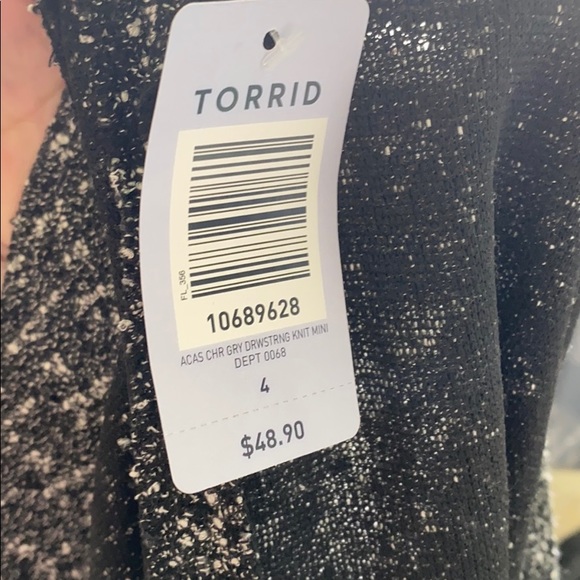 TORRID
FL_356
10689628
ACAS CHR GRY DRWSTRNG KNIT MINI
DEPT 0068
4
$48.90